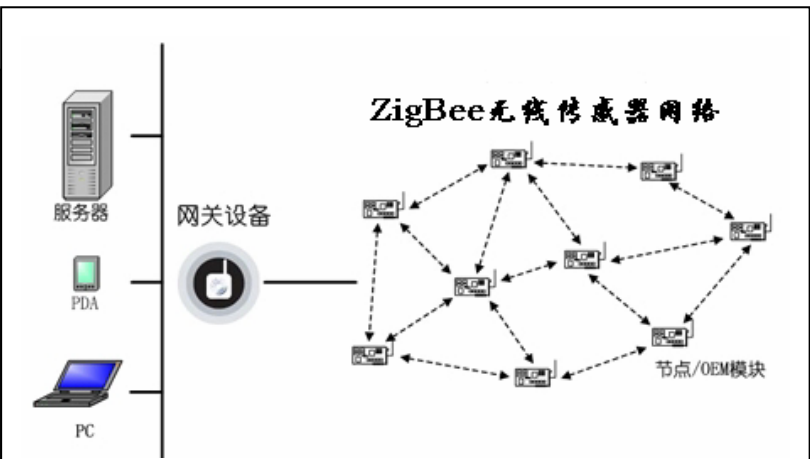 ZigBee无线传感器网络
服务器
网关设备
PDA
节点/OEM模块
PC